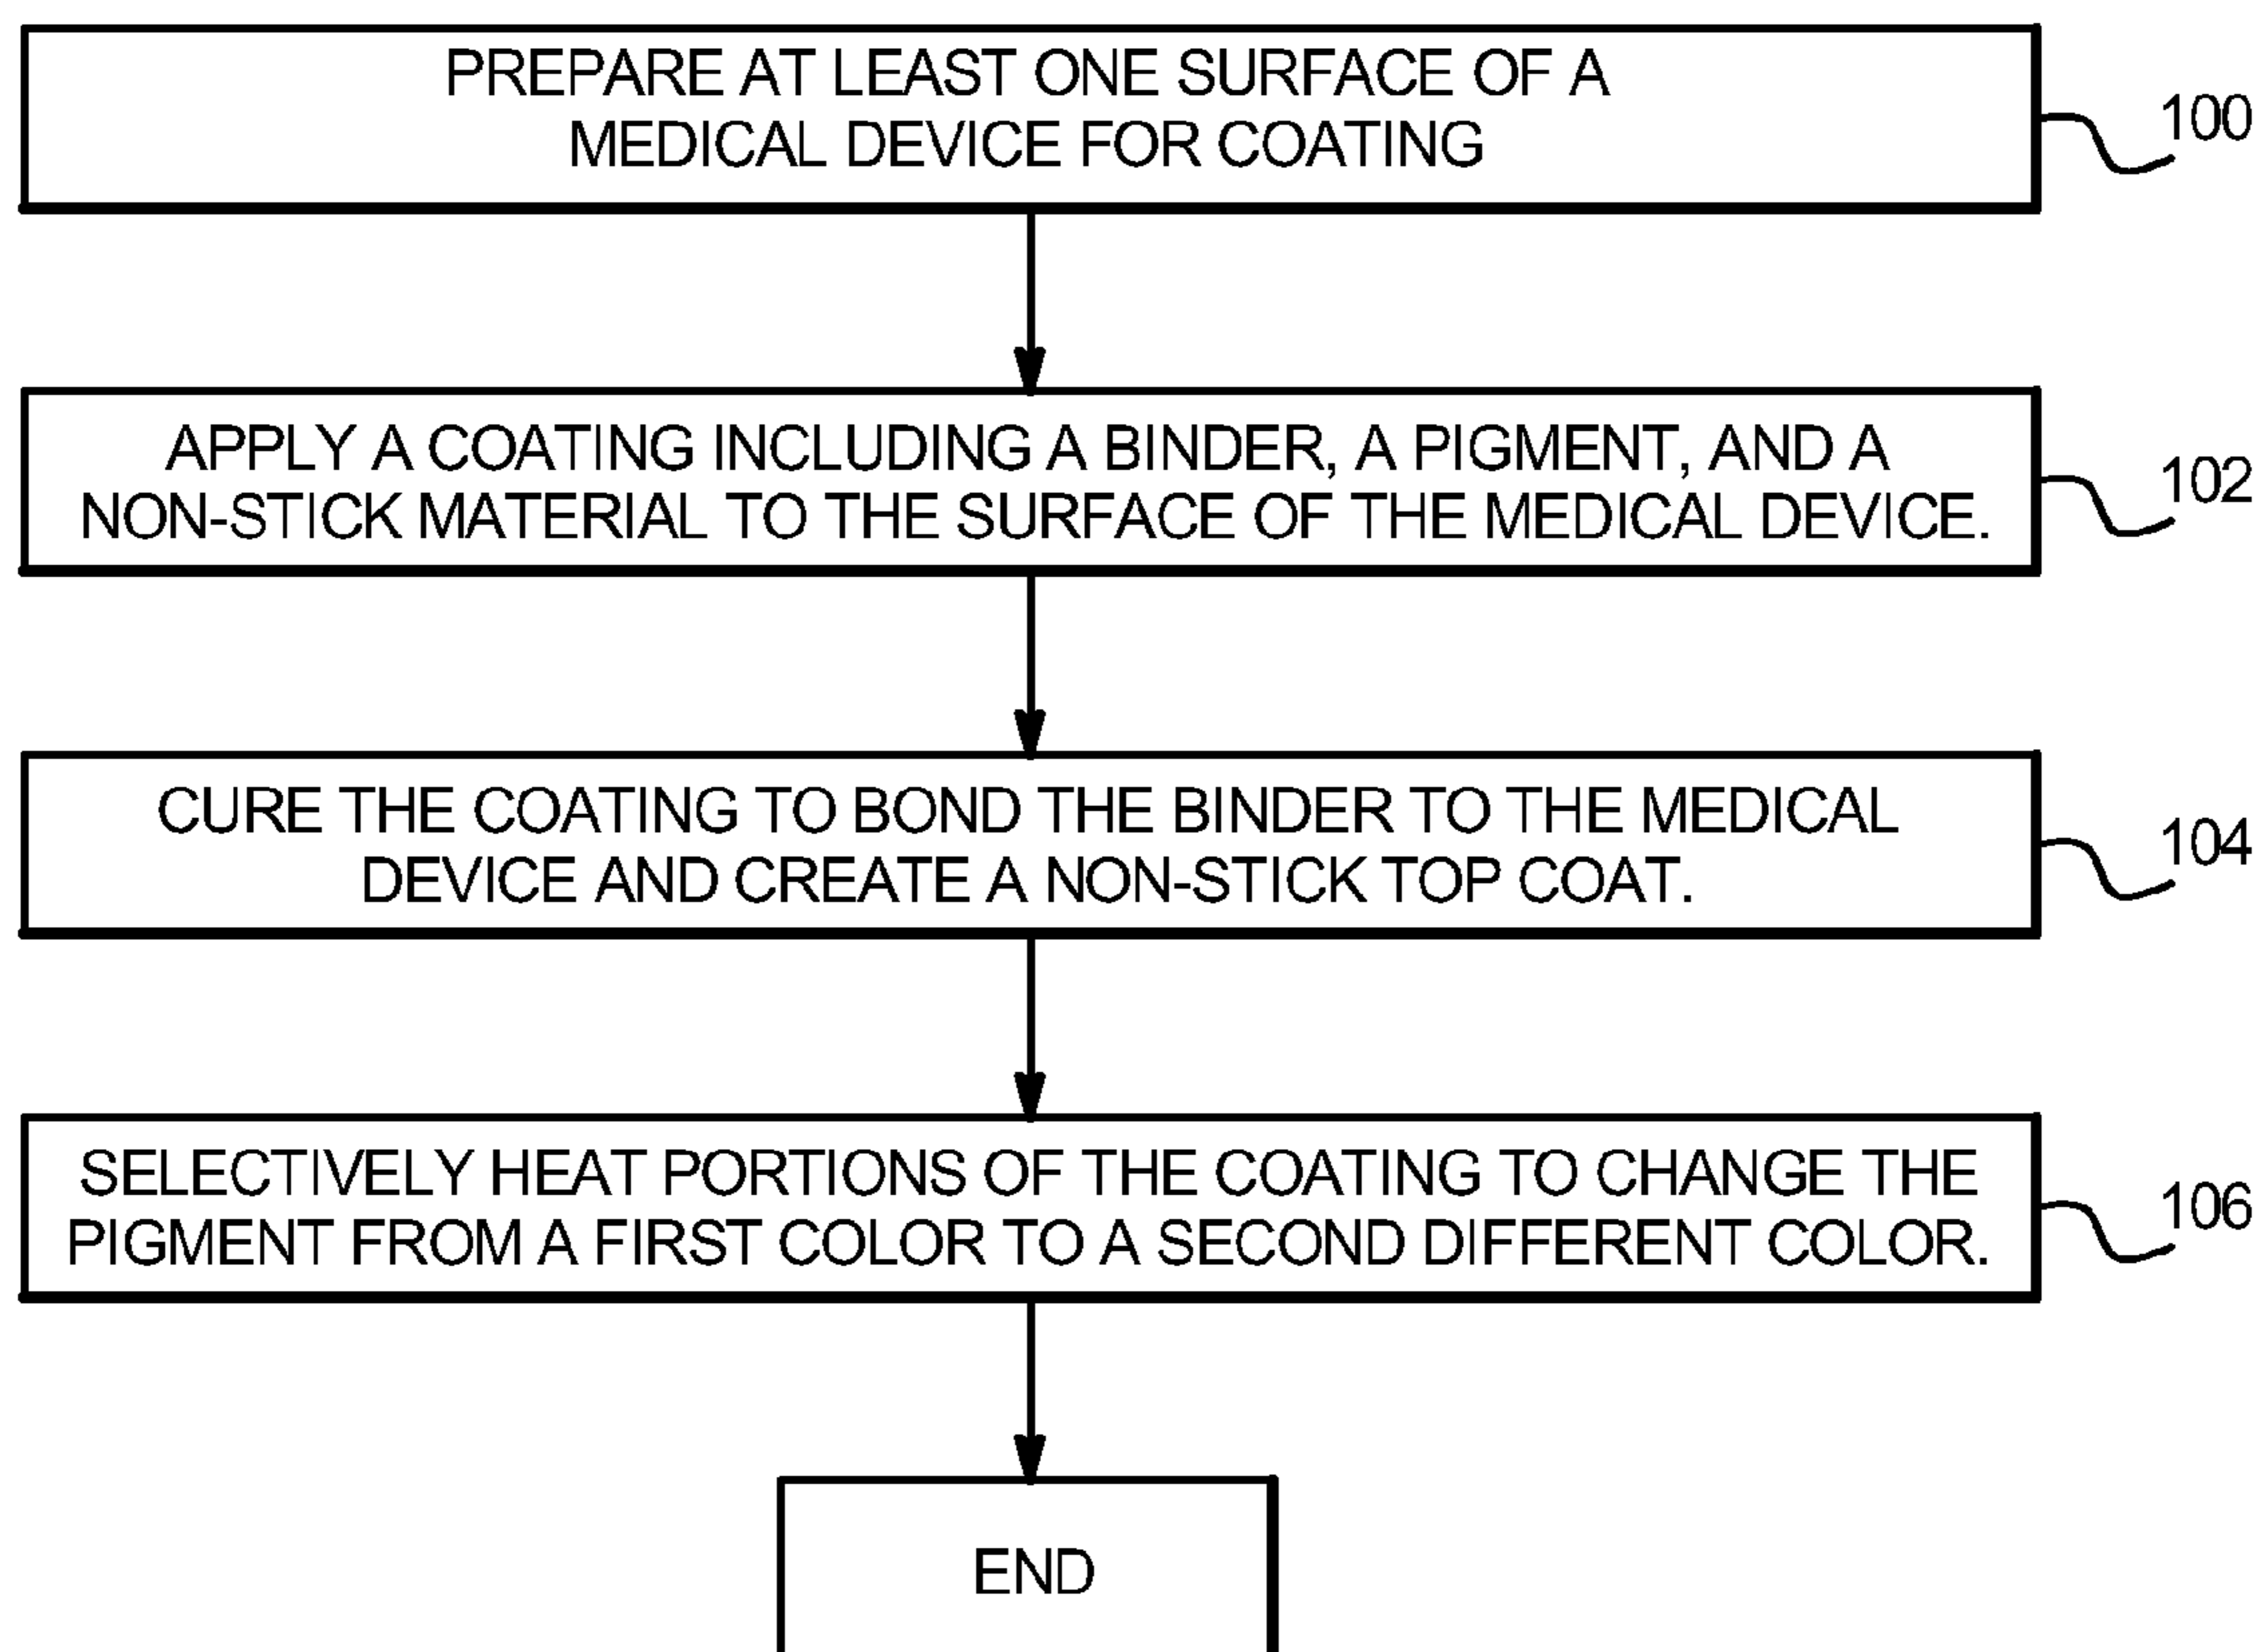 PREPARE AT LEAST ONE SURFACE OF A
MEDICAL DEVICE FOR COATING
100
APPLY A COATING INCLUDING A BINDER, A PIGMENT, AND A
NON-STICK MATERIAL TO THE SURFACE OF THE MEDICAL DEVICE.
102
CURE THE COATING TO BOND THE BINDER TO THE MEDICAL
DEVICE AND CREATE A NON-STICK TOP COAT.
104
SELECTIVELY HEAT PORTIONS OF THE COATING TO CHANGE THE
PIGMENT FROM A FIRST COLOR TO A SECOND DIFFERENT COLOR.
106
END